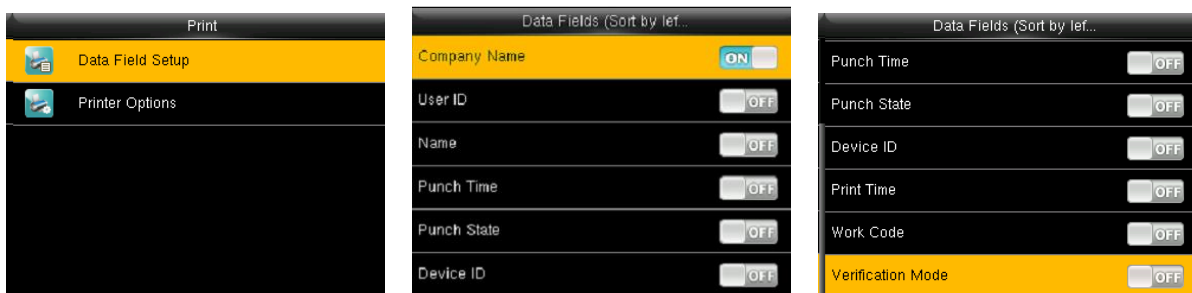 Print
Data Field Setup
Printer Options
Data Fields (Sort by lef...
Company Name ON
User ID OFF
Name OFF
Punch Time OFF
Punch State OFF
Device ID OFF
Data Fields (Sort by lef...
Punch Time OFF
Punch State OFF
Device ID OFF
Print Time OFF
Work Code OFF
Verification Mode OFF